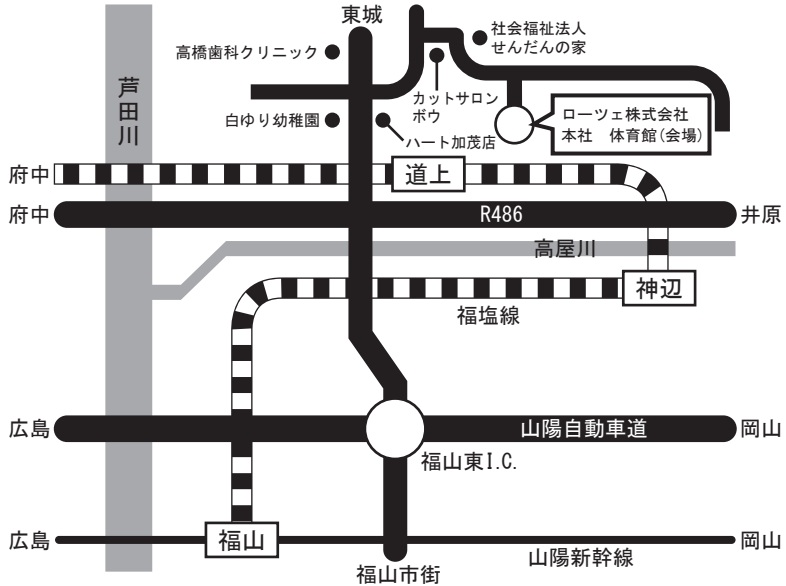 東城
社会福祉法人
せんだんの家
高橋歯科クリニック
カットサロン
ボウ
芦田川
白ゆり幼稚園
ハート加茂店
ローツェ株式会社
本社　体育館(会場)
府中
道上
府中
R486
井原
高屋川
神辺
福塩線
広島
山陽自動車道
岡山
福山東I.C.
広島
福山
山陽新幹線
岡山
福山市街